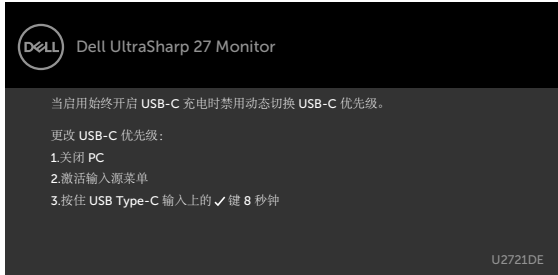 DELL
Dell UltraSharp 27 Monitor
当启用始终开启 USB-C 充电时禁用动态切换 USB-C 优先级。
更改 USB-C 优先级：
1.关闭 PC
2.激活输入源菜单
3.按住 USB Type-C 输入上的 ✓ 键 8 秒钟
U2721DE